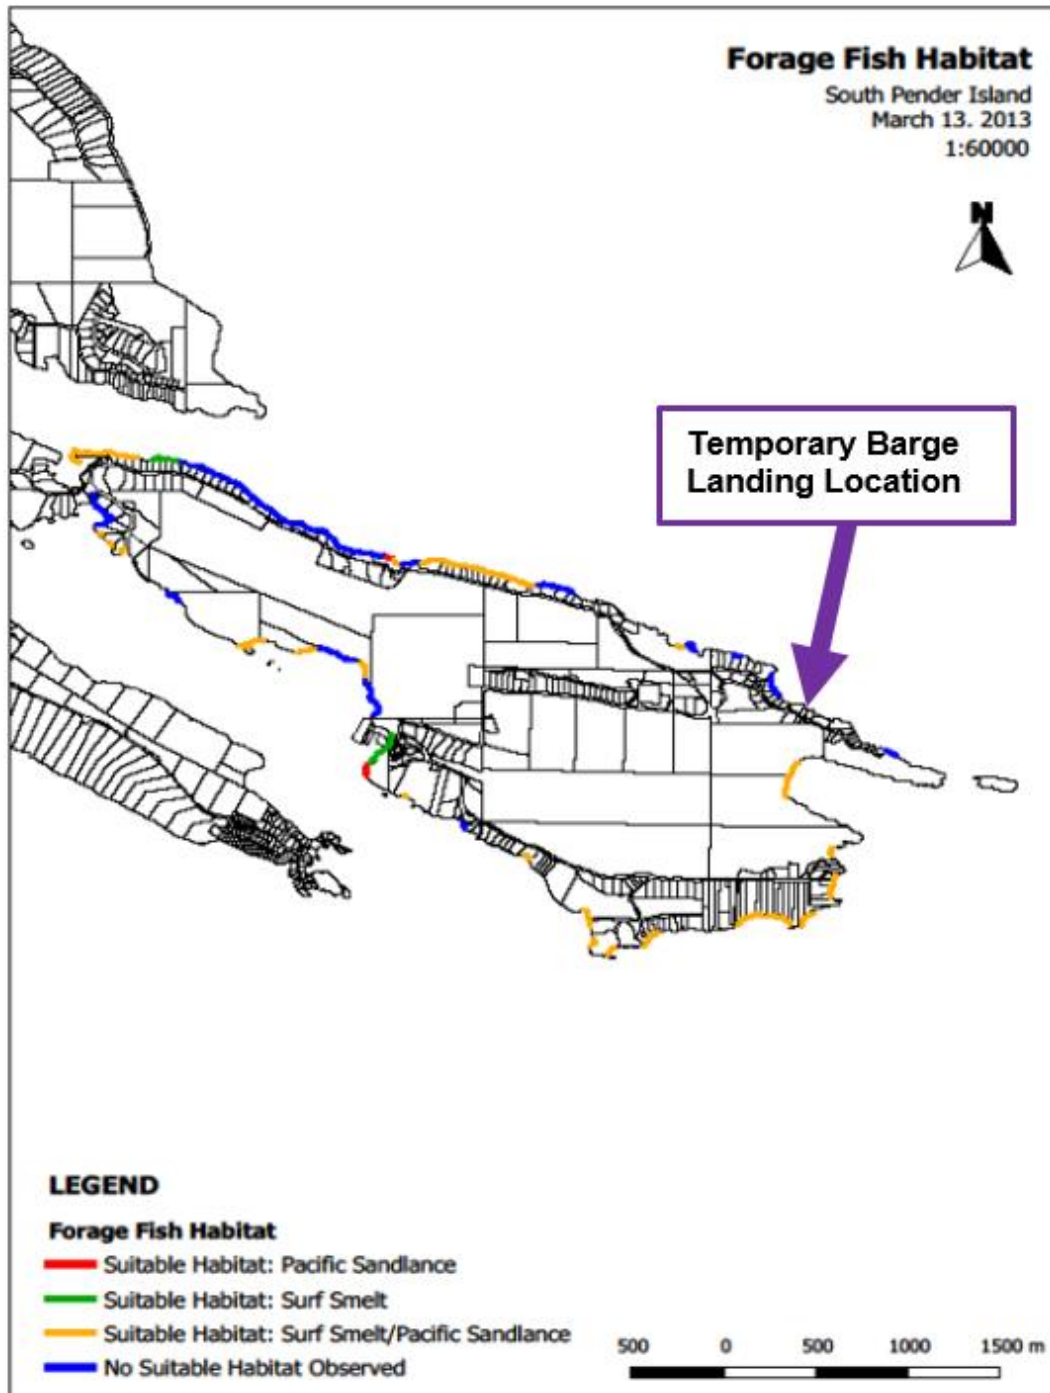 Forage Fish Habitat
South Pender Island
March 13. 2013
1:60000
N
Temporary Barge
Landing Location
LEGEND
Forage Fish Habitat
Suitable Habitat: Pacific Sandlance
Suitable Habitat: Surf Smelt
Suitable Habitat: Surf Smelt/Pacific Sandlance
No Suitable Habitat Observed
500 0 500 1000 1500 m